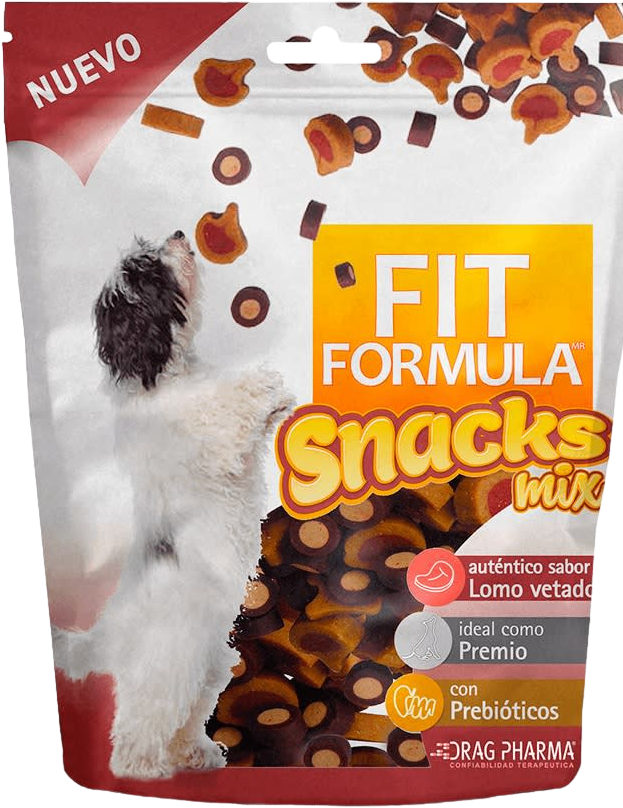 NUEVO
FIT
FORMULA MR
Snacks
mix
auténtico sabor
Lomo vetado
ideal como
Premio
con
Prebióticos
DRAG PHARMA®
CONFIABILIDAD TERAPEUTICA